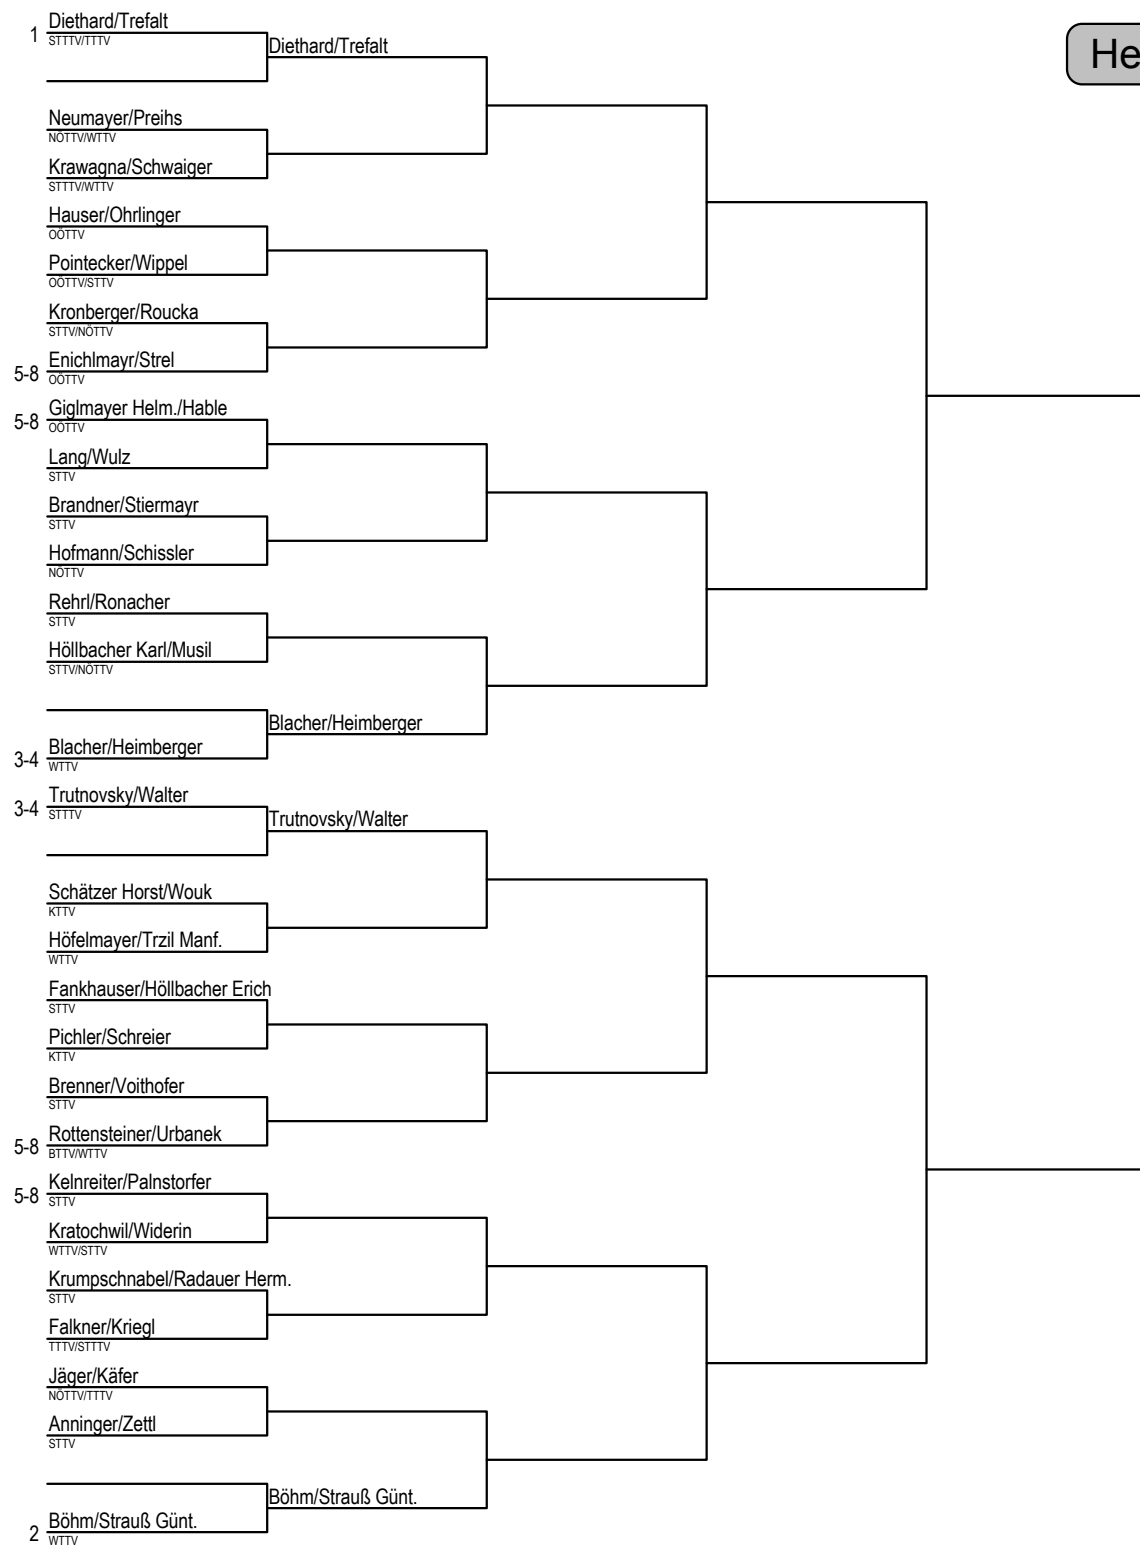 Diethard/Trefalt
1
STTTV/TTTV
Diethard/Trefalt
He
Neumayer/Preihs
NÖTTV/WTTV
Krawagna/Schwaiger
STTTV/WTTV
Hauser/Ohrlinger
OÖTTV
Pointecker/Wippel
OÖTTV/STTV
Kronberger/Roucka
STTV/NÖTTV
Enichlmayr/Strel
5-8
OÖTTV
Giglmayer Helm./Hable
5-8
OÖTTV
Lang/Wulz
STTV
Brandner/Stiermayr
STTV
Hofmann/Schissler
NÖTTV
Rehrl/Ronacher
STTV
Höllbacher Karl/Musil
STTV/NÖTTV
Blacher/Heimberger
Blacher/Heimberger
3-4
WTTV
Trutnovsky/Walter
3-4
STTTV
Trutnovsky/Walter
Schätzer Horst/Wouk
KTTV
Höfelmayer/Trzil Manf.
WTTV
Fankhauser/Höllbacher Erich
STTV
Pichler/Schreier
KTTV
Brenner/Voithofer
STTV
Rottensteiner/Urbanek
5-8
BTTV/WTTV
Kelnreiter/Palnstorfer
5-8
STTV
Kratochwil/Widerin
WTTV/STTV
Krumpschnabel/Radauer Herm.
STTV
Falkner/Kriegl
TTTV/STTTV
Jäger/Käfer
NÖTTV/TTTV
Anninger/Zettl
STTV
Böhm/Strauß Günt.
Böhm/Strauß Günt.
2
WTTV